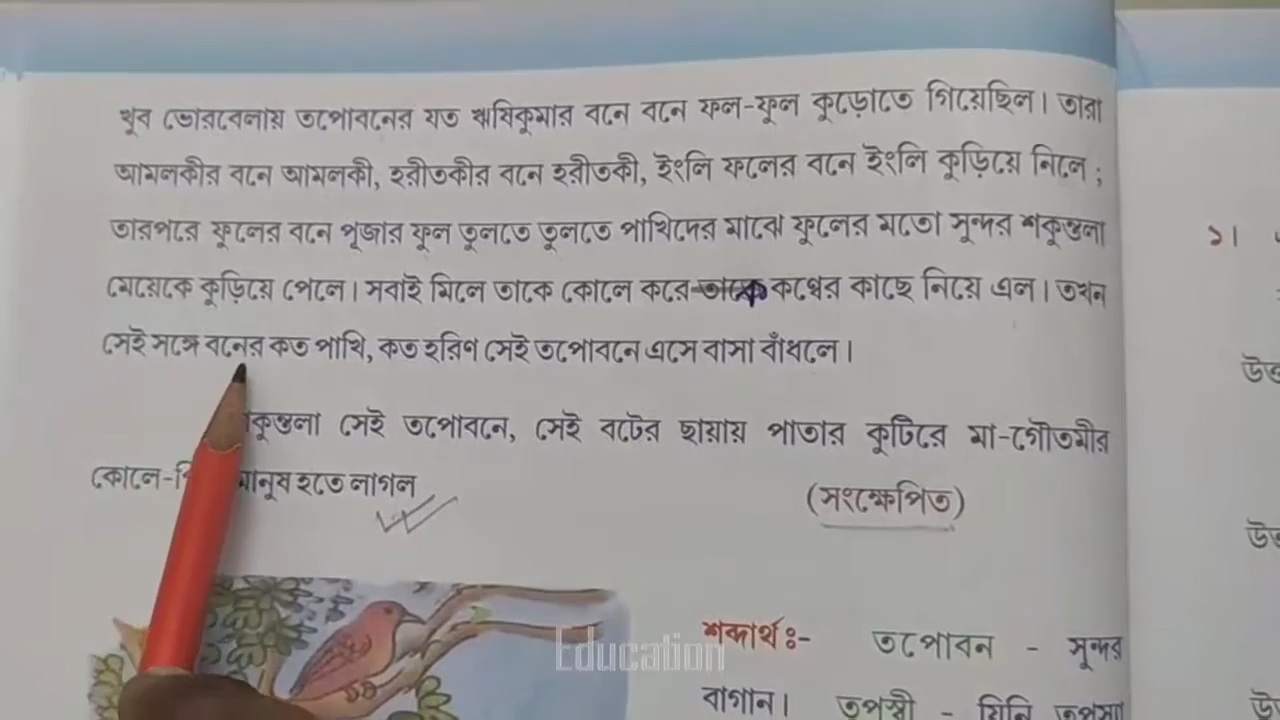 খুব ভোরবেলায় তপোবনের যত ঋষিকুমার বনে বনে ফল-ফুল কুড়োতে গিয়েছিল। তারা
আমলকীর বনে আমলকী, হরীতকীর বনে হরীতকী, ইংলি ফলের বনে ইংলি কুড়িয়ে নিলে ;
তারপরে ফুলের বনে পূজার ফুল তুলতে তুলতে পাখিদের মাঝে ফুলের মতো সুন্দর শকুন্তলা
মেয়েকে কুড়িয়ে পেলে। সবাই মিলে তাকে কোলে করে তাকে কণ্বের কাছে নিয়ে এল। তখন
সেই সঙ্গে বনের কত পাখি, কত হরিণ সেই তপোবনে এসে বাসা বাঁধলে।
সেই তপোবনে, সেই বটের ছায়ায় পাতার কুটিরে মা-গৌতমীর
মানুষ হতে লাগল
(সংক্ষেপিত)
শব্দার্থ ঃ- তপোবন - সুন্দর
বাগান। তপস্বী - যিনি তপস্যা
Education
১।